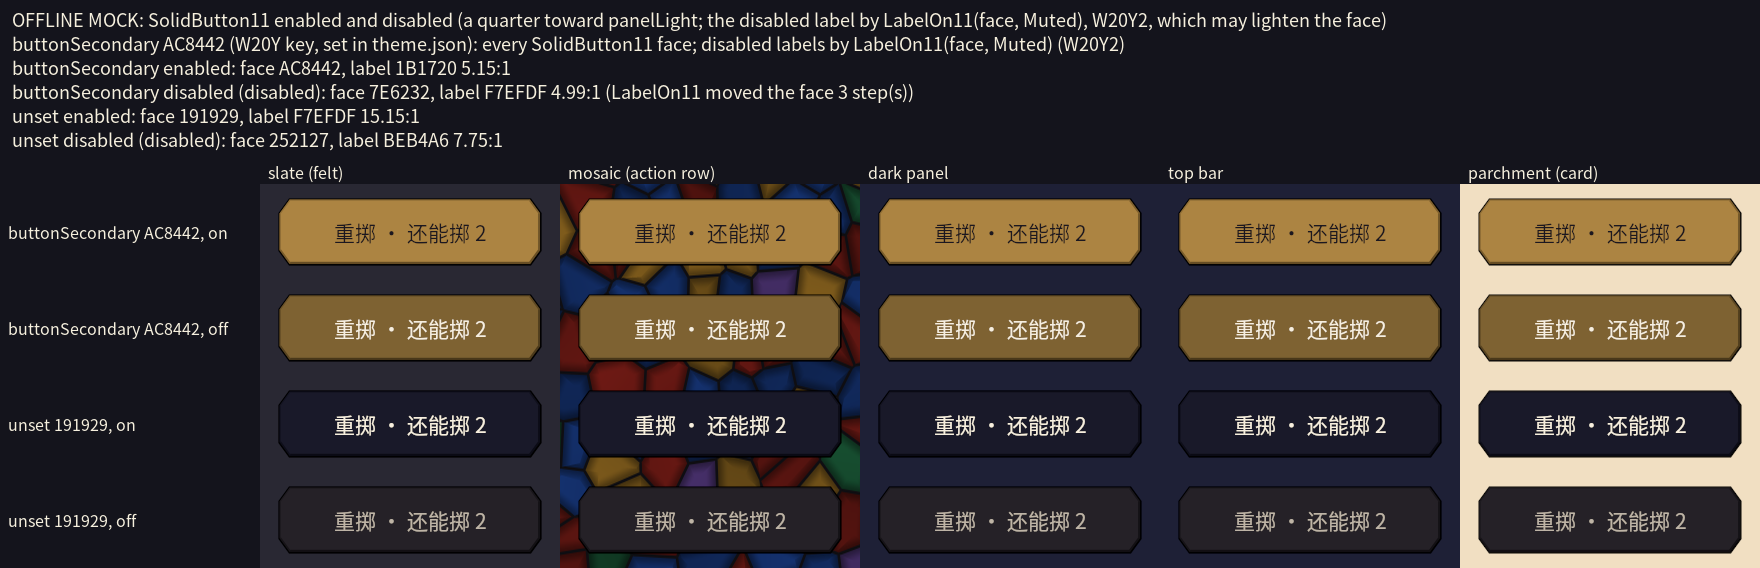 OFFLINE MOCK: SolidButton11 enabled and disabled (a quarter toward panelLight; the disabled label by LabelOn11(face, Muted), W20Y2, which may lighten the face)
buttonSecondary AC8442 (W20Y key, set in theme.json): every SolidButton11 face; disabled labels by LabelOn11(face, Muted) (W20Y2)
buttonSecondary enabled: face AC8442, label 1B1720 5.15:1
buttonSecondary disabled (disabled): face 7E6232, label F7EFDF 4.99:1 (LabelOn11 moved the face 3 step(s))
unset enabled: face 191929, label F7EFDF 15.15:1
unset disabled (disabled): face 252127, label BEB4A6 7.75:1
slate (felt) mosaic (action row) dark panel top bar parchment (card)
buttonSecondary AC8442, on 重掷 · 还能掷 2 重掷 · 还能掷 2 重掷 · 还能掷 2 重掷 · 还能掷 2 重掷 · 还能掷 2
buttonSecondary AC8442, off 重掷 · 还能掷 2 重掷 · 还能掷 2 重掷 · 还能掷 2 重掷 · 还能掷 2 重掷 · 还能掷 2
unset 191929, on 重掷 · 还能掷 2 重掷 · 还能掷 2 重掷 · 还能掷 2 重掷 · 还能掷 2 重掷 · 还能掷 2
unset 191929, off 重掷 · 还能掷 2 重掷 · 还能掷 2 重掷 · 还能掷 2 重掷 · 还能掷 2 重掷 · 还能掷 2